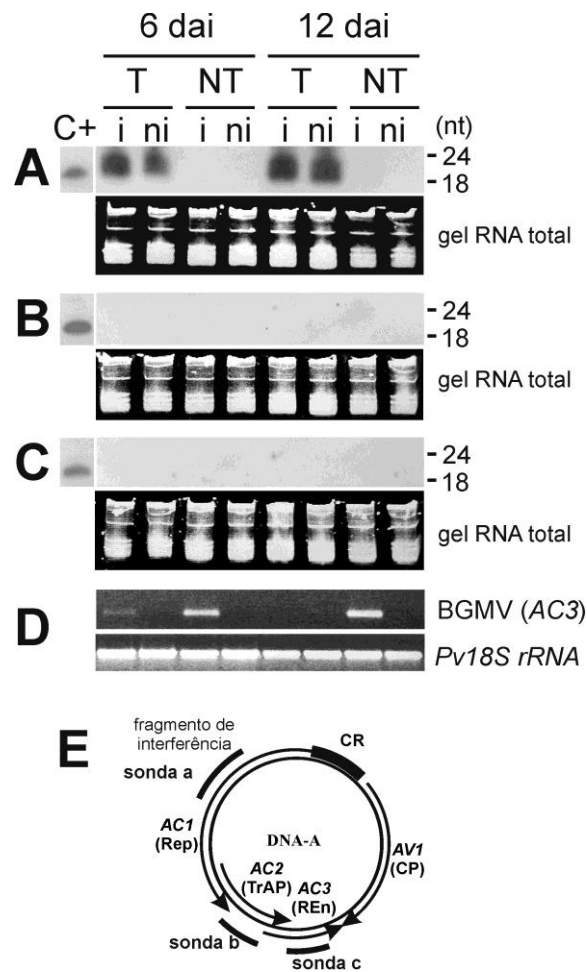 6 dai 12 dai
T NT T NT
C+ i ni i ni i ni i ni (nt)
A - 24
- 18
gel RNA total
B - 24
- 18
gel RNA total
C - 24
- 18
gel RNA total
D BGMV (AC3)
Pv18S rRNA
E
fragmento de
interferência
sonda a
CR
AC1
(Rep)
DNA-A
AV1
(CP)
AC2
(TrAP)
AC3
(REn)
sonda b
sonda c